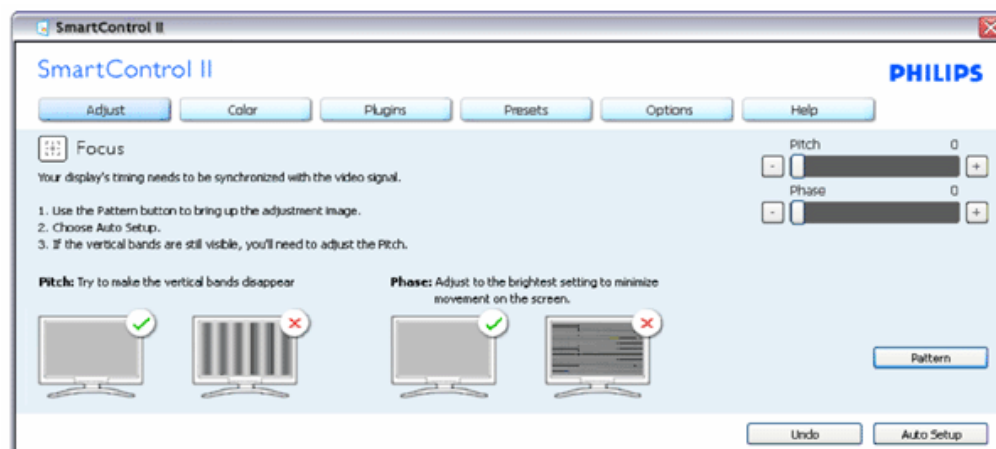 SmartControl II
SmartControl II
PHILIPS
Adjust Color Plugins Presets Options Help
Focus
Your display's timing needs to be synchronized with the video signal.
1. Use the Pattern button to bring up the adjustment image.
2. Choose Auto Setup.
3. If the vertical bands are still visible, you'll need to adjust the Pitch.
Pitch 0
- +
Phase 0
- +
Pitch: Try to make the vertical bands disappear
Phase: Adjust to the brightest setting to minimize
movement on the screen.
Pattern
Undo Auto Setup